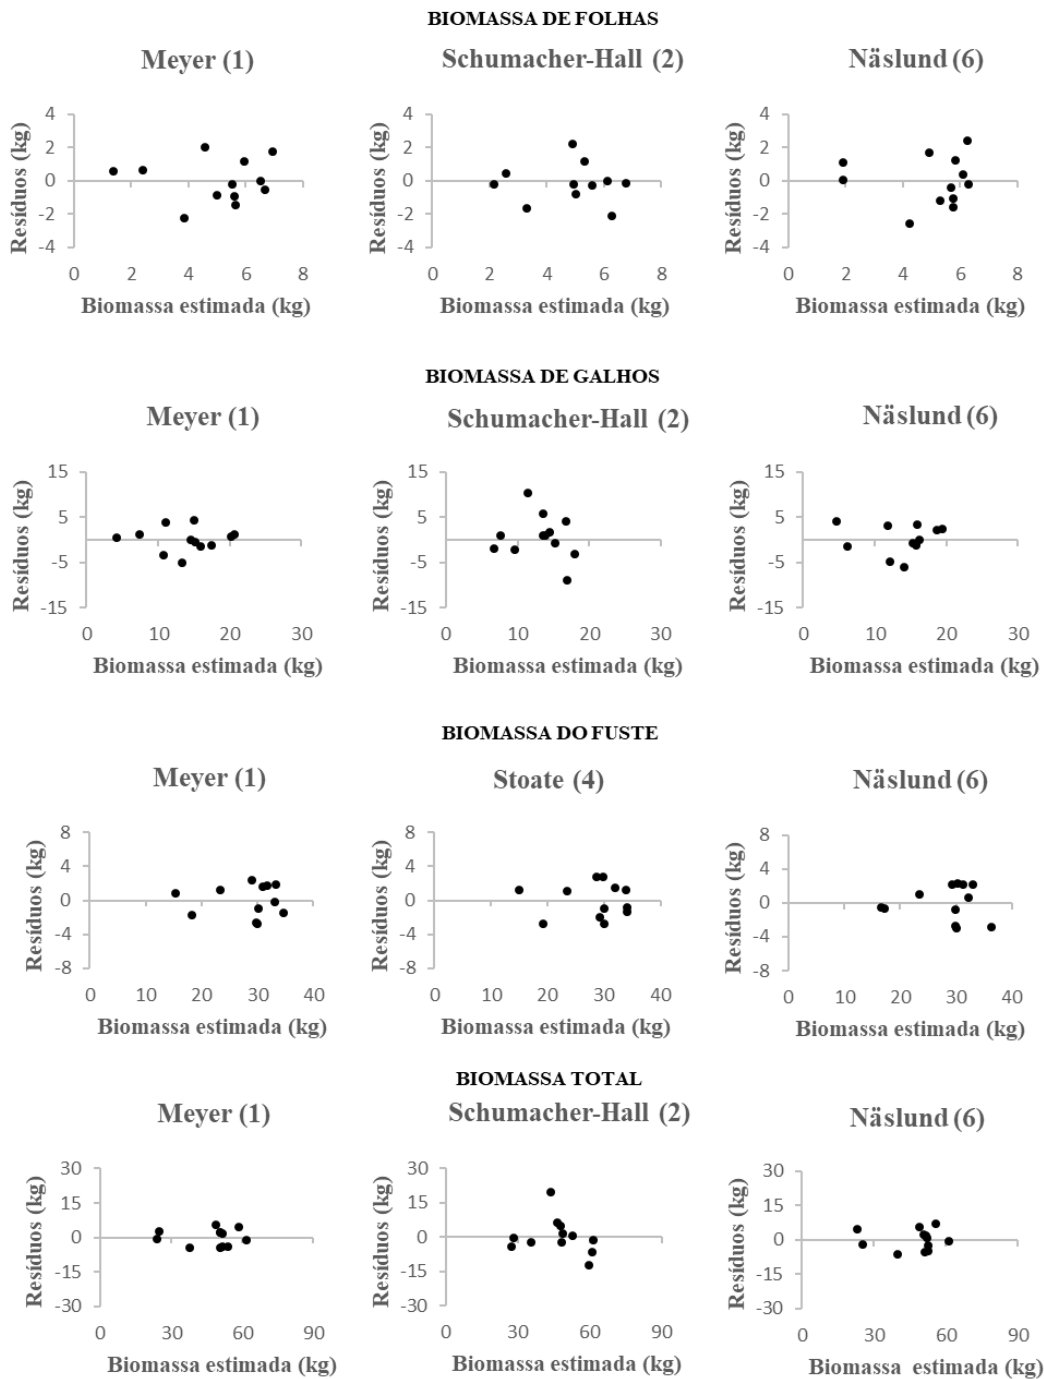 BIOMASSA DE FOLHAS
Meyer (1)
Schumacher-Hall (2)
Näslund (6)
Resíduos (kg)
4
2
0
-2
-4
0 2 4 6 8
Biomassa estimada (kg)
Resíduos (kg)
4
2
0
-2
-4
0 2 4 6 8
Biomassa estimada (kg)
Resíduos (kg)
4
2
0
-2
-4
0 2 4 6 8
Biomassa estimada (kg)
BIOMASSA DE GALHOS
Meyer (1)
Schumacher-Hall (2)
Näslund (6)
Resíduos (kg)
15
5
-5
-15
0 10 20 30
Biomassa estimada (kg)
Resíduos (kg)
15
5
-5
-15
0 10 20 30
Biomassa estimada (kg)
Resíduos (kg)
15
5
-5
-15
0 10 20 30
Biomassa estimada (kg)
BIOMASSA DO FUSTE
Meyer (1)
Stoate (4)
Näslund (6)
Resíduos (kg)
8
4
0
-4
-8
0 10 20 30 40
Biomassa estimada (kg)
Resíduos (kg)
8
4
0
-4
-8
0 10 20 30 40
Biomassa estimada (kg)
Resíduos (kg)
8
4
0
-4
-8
0 10 20 30 40
Biomassa estimada (kg)
BIOMASSA TOTAL
Meyer (1)
Schumacher-Hall (2)
Näslund (6)
Resíduos (kg)
30
15
0
-15
-30
0 30 60 90
Biomassa estimada (kg)
Resíduos (kg)
30
15
0
-15
-30
0 30 60 90
Biomassa estimada (kg)
Resíduos (kg)
30
15
0
-15
-30
0 30 60 90
Biomassa estimada (kg)